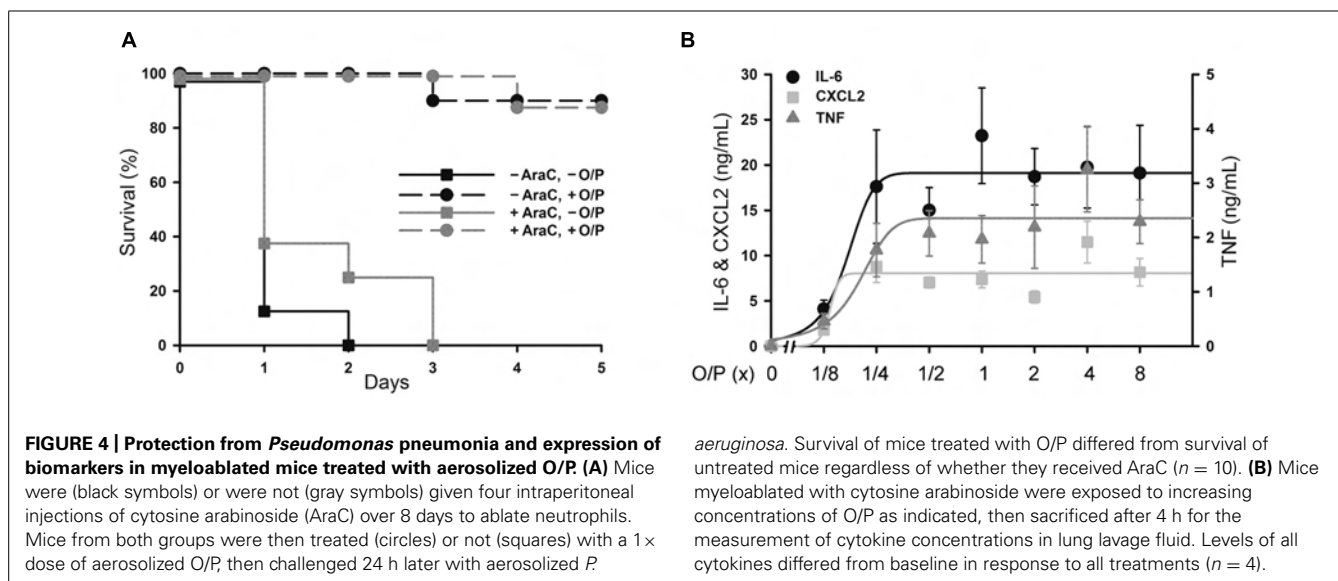 A
100
80
60
40
20
0
Survival (%)
0 1 2 3 4 5
Days
−AraC, −O/P
−AraC, +O/P
+AraC, −O/P
+AraC, +O/P
B
30
25
20
15
10
5
0
IL-6 & CXCL2 (ng/mL)
IL-6
CXCL2
TNF
5
4
3
2
1
0
TNF (ng/mL)
O/P (x) 0 1/8 1/4 1/2 1 2 4 8
FIGURE 4 | Protection from Pseudomonas pneumonia and expression of
biomarkers in myeloablated mice treated with aerosolized O/P. (A) Mice
were (black symbols) or were not (gray symbols) given four intraperitoneal
injections of cytosine arabinoside (AraC) over 8 days to ablate neutrophils.
Mice from both groups were then treated (circles) or not (squares) with a 1×
dose of aerosolized O/P, then challenged 24 h later with aerosolized P.
aeruginosa. Survival of mice treated with O/P differed from survival of
untreated mice regardless of whether they received AraC (n = 10). (B) Mice
myeloablated with cytosine arabinoside were exposed to increasing
concentrations of O/P as indicated, then sacrificed after 4 h for the
measurement of cytokine concentrations in lung lavage fluid. Levels of all
cytokines differed from baseline in response to all treatments (n = 4).